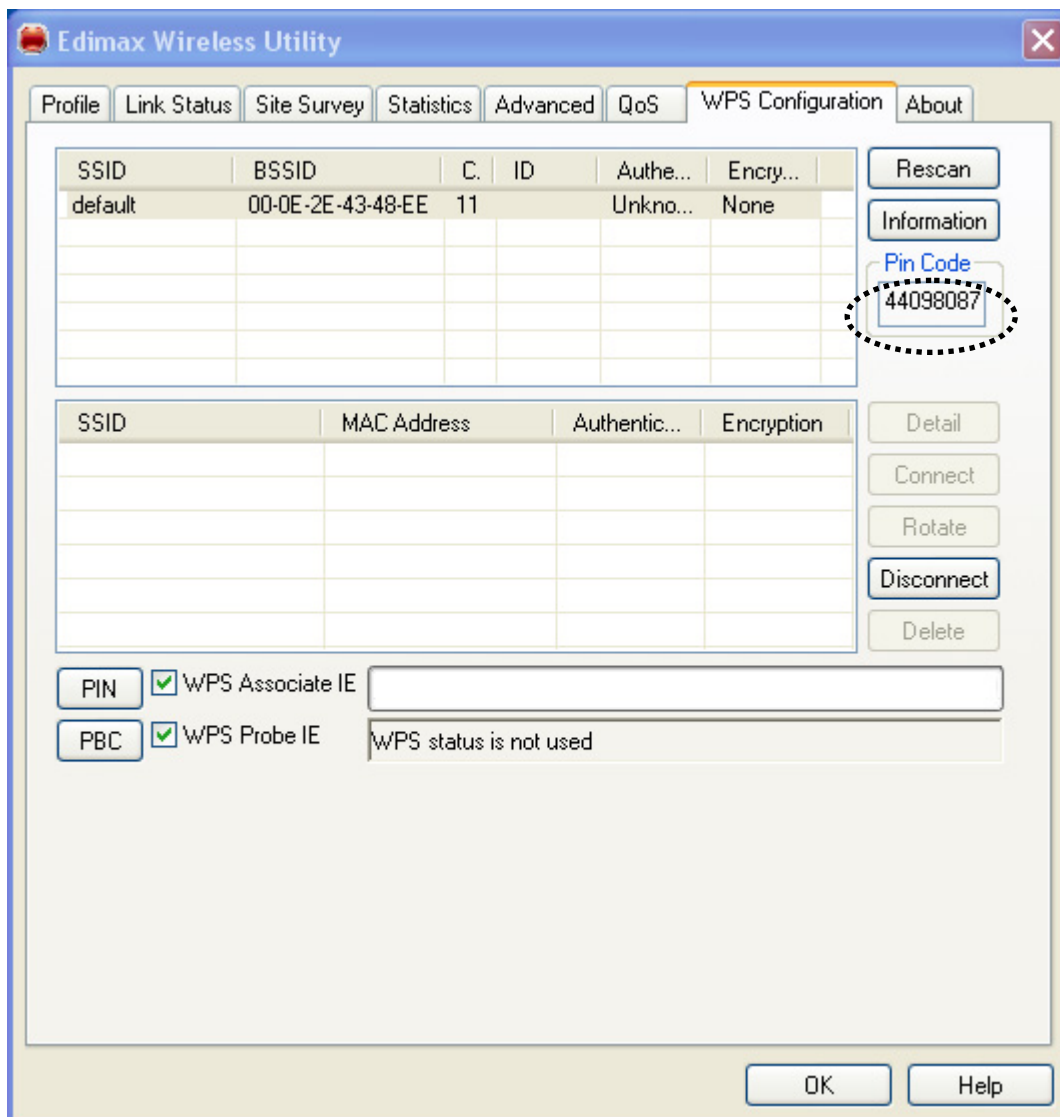 Edimax Wireless Utility
Profile Link Status Site Survey Statistics Advanced QoS WPS Configuration About
SSID BSSID C. ID Authe... Encry...
default 00-0E-2E-43-48-EE 11 Unkno... None
Rescan
Information
Pin Code
44098087
SSID MAC Address Authentic... Encryption
Detail
Connect
Rotate
Disconnect
Delete
PIN WPS Associate IE
PBC WPS Probe IE WPS status is not used
OK Help